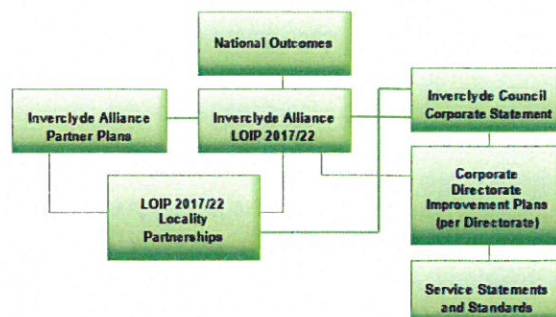 National Outcomes
Inverclyde Alliance
Partner Plans
Inverclyde Alliance
LOIP 2017/22
Inverclyde Council
Corporate Statement
LOIP 2017/22
Locality
Partnerships
Corporate
Directorate
Improvement Plans
(per Directorate)
Service Statements
and Standards